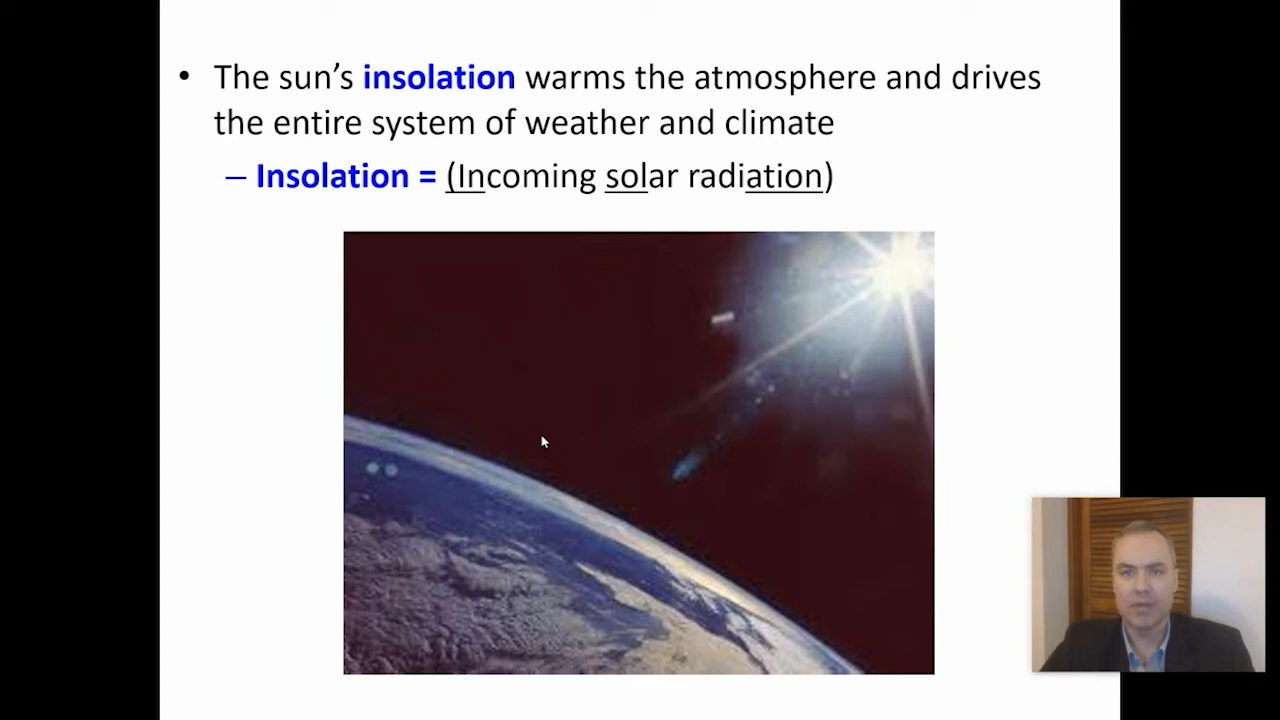 • The sun’s insolation warms the atmosphere and drives
the entire system of weather and climate
– Insolation = (Incoming solar radiation)